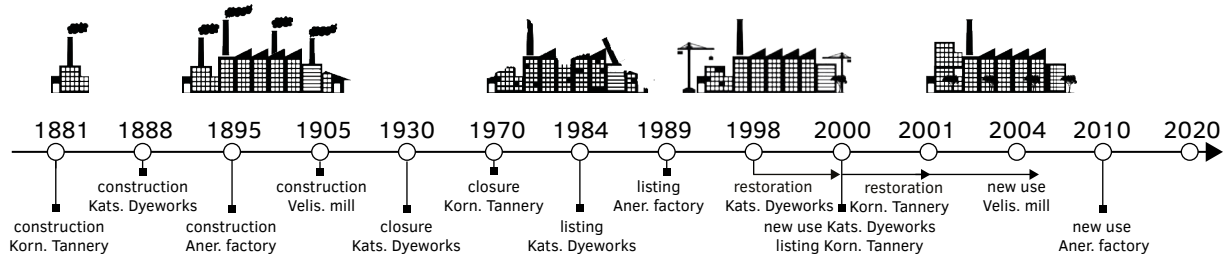 1881 1888 1895 1905 1930 1970 1984 1989 1998 2000 2001 2004 2010 2020
construction
Korn. Tannery
construction
Kats. Dyeworks
construction
Aner. factory
construction
Velis. mill
closure
Kats. Dyeworks
closure
Korn. Tannery
listing
Kats. Dyeworks
listing
Aner. factory
restoration
Kats. Dyeworks
new use Kats. Dyeworks
listing Korn. Tannery
restoration
Korn. Tannery
new use
Velis. mill
new use
Aner. factory